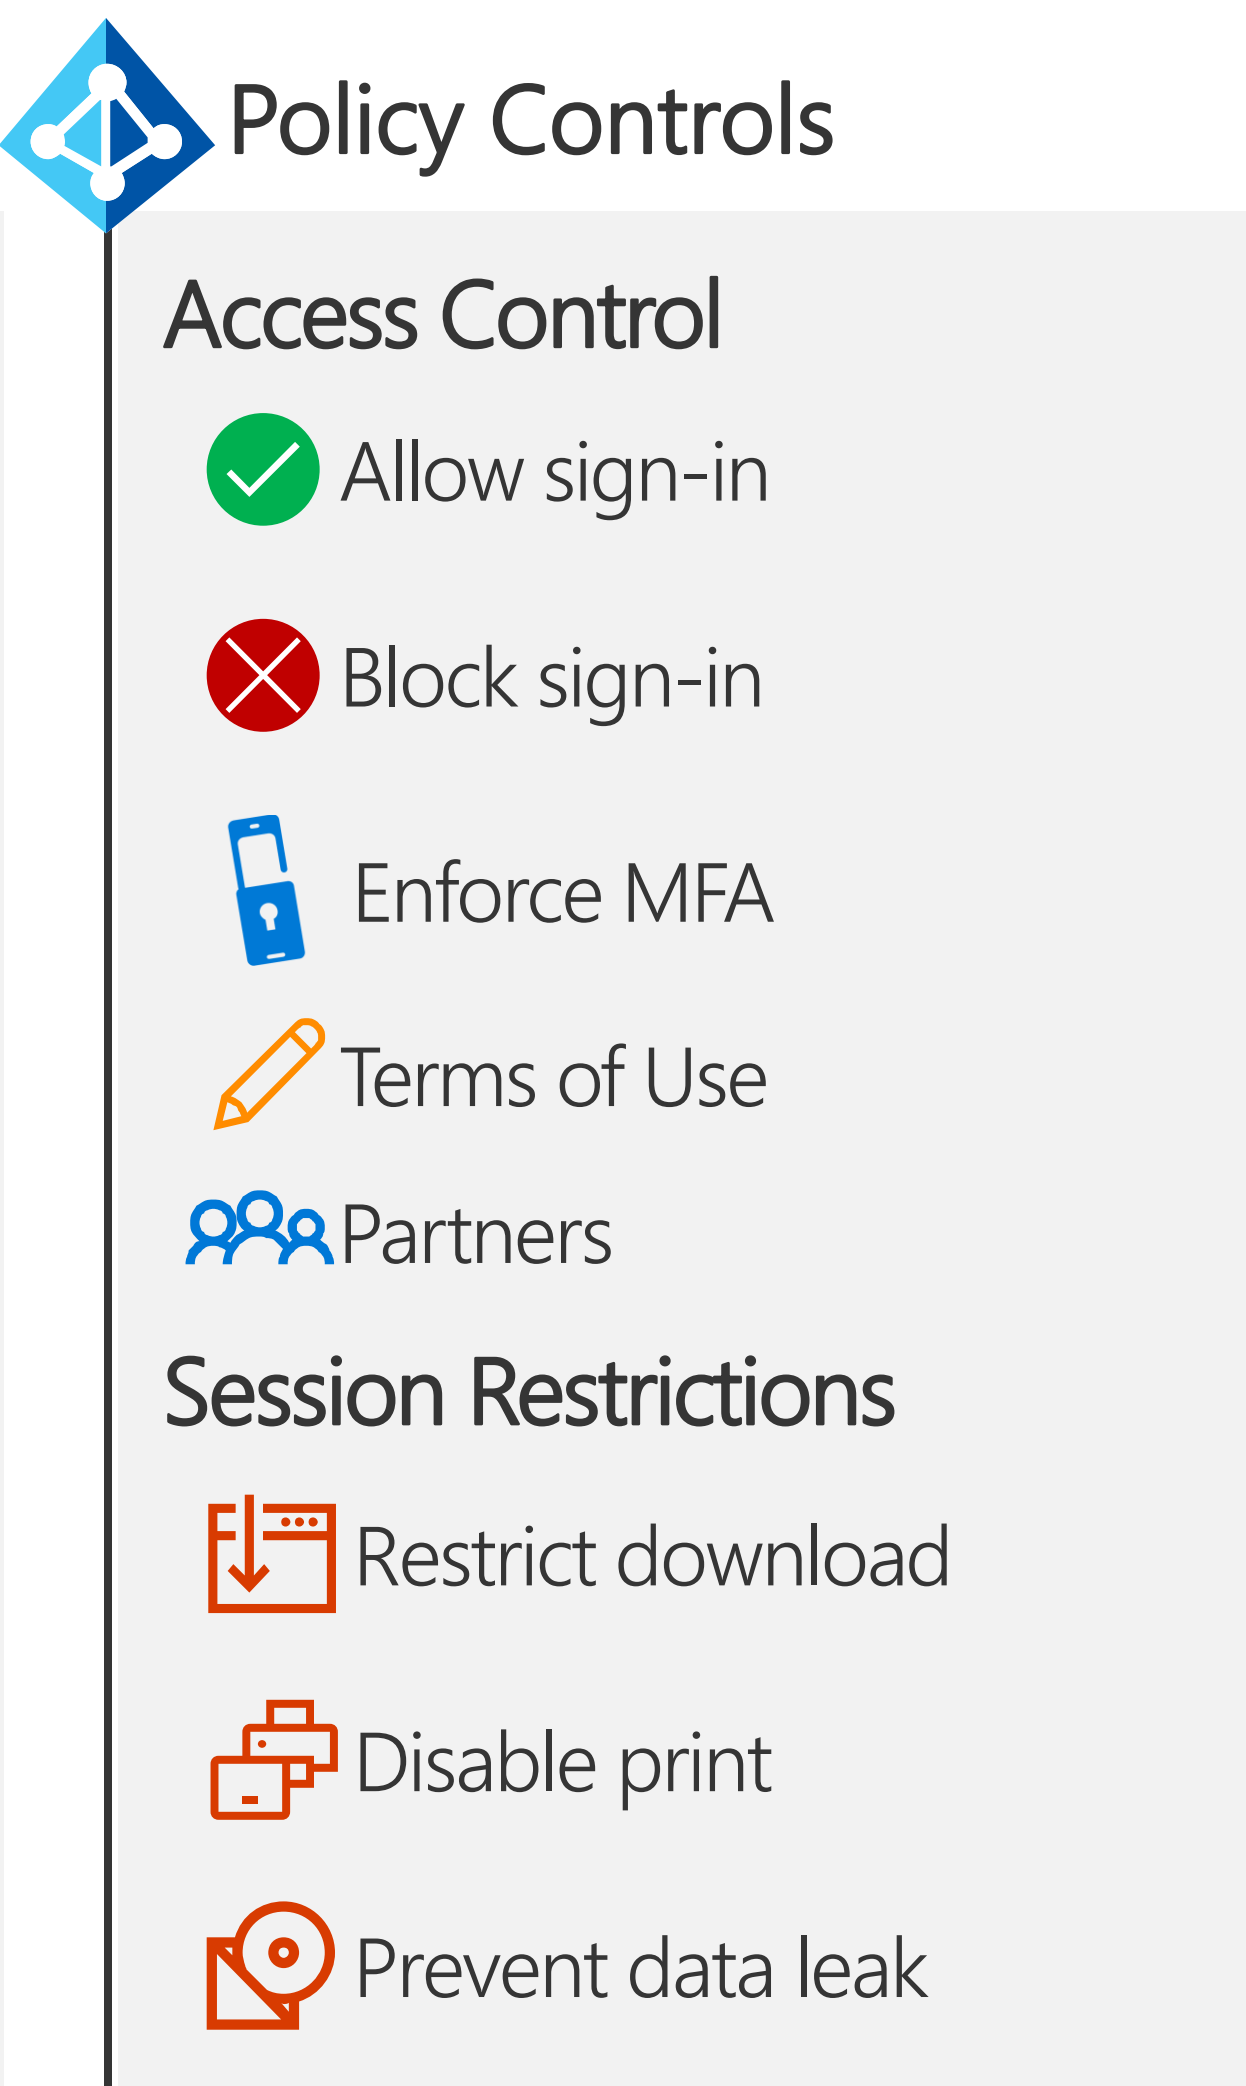 Policy Controls
Access Control
Allow sign-in
Block sign-in
Enforce MFA
Terms of Use
Partners
Session Restrictions
Restrict download
Disable print
Prevent data leak